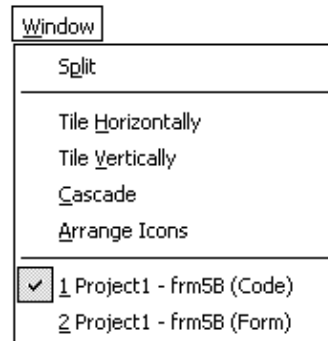 Window
Split
Tile Horizontally
Tile Vertically
Cascade
Arrange Icons
1 Project1 - frm5B (Code)
2 Project1 - frm5B (Form)